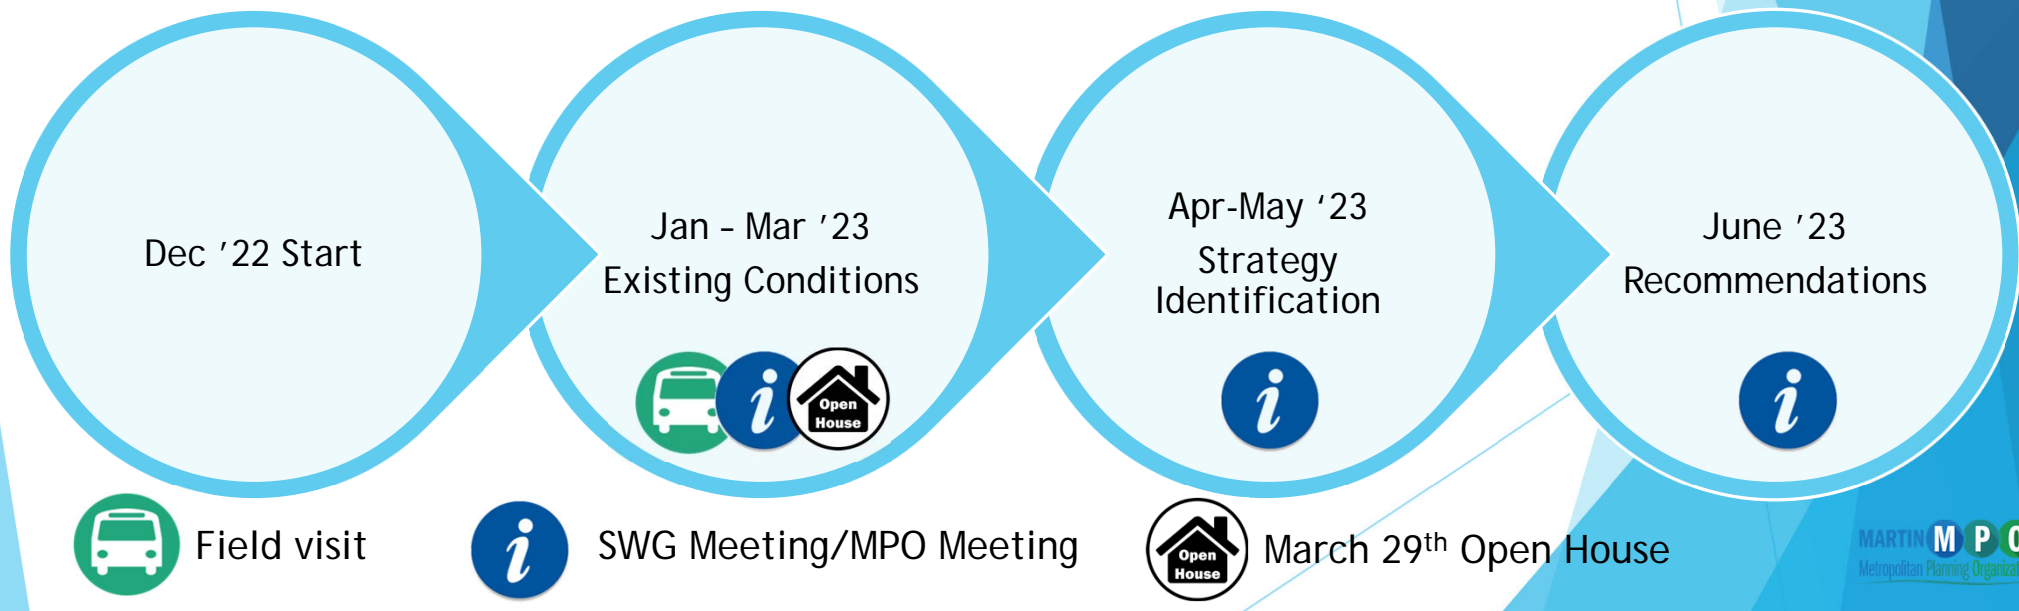 Dec ’22 Start
Jan – Mar ’23
Existing Conditions
Apr-May ‘23
Strategy
Identification
June ’23
Recommendations
i
Open
House
i
i
Field visit
i
SWG Meeting/MPO Meeting
Open
House
March 29th Open House
MARTIN M P O
Metropolitan Planning